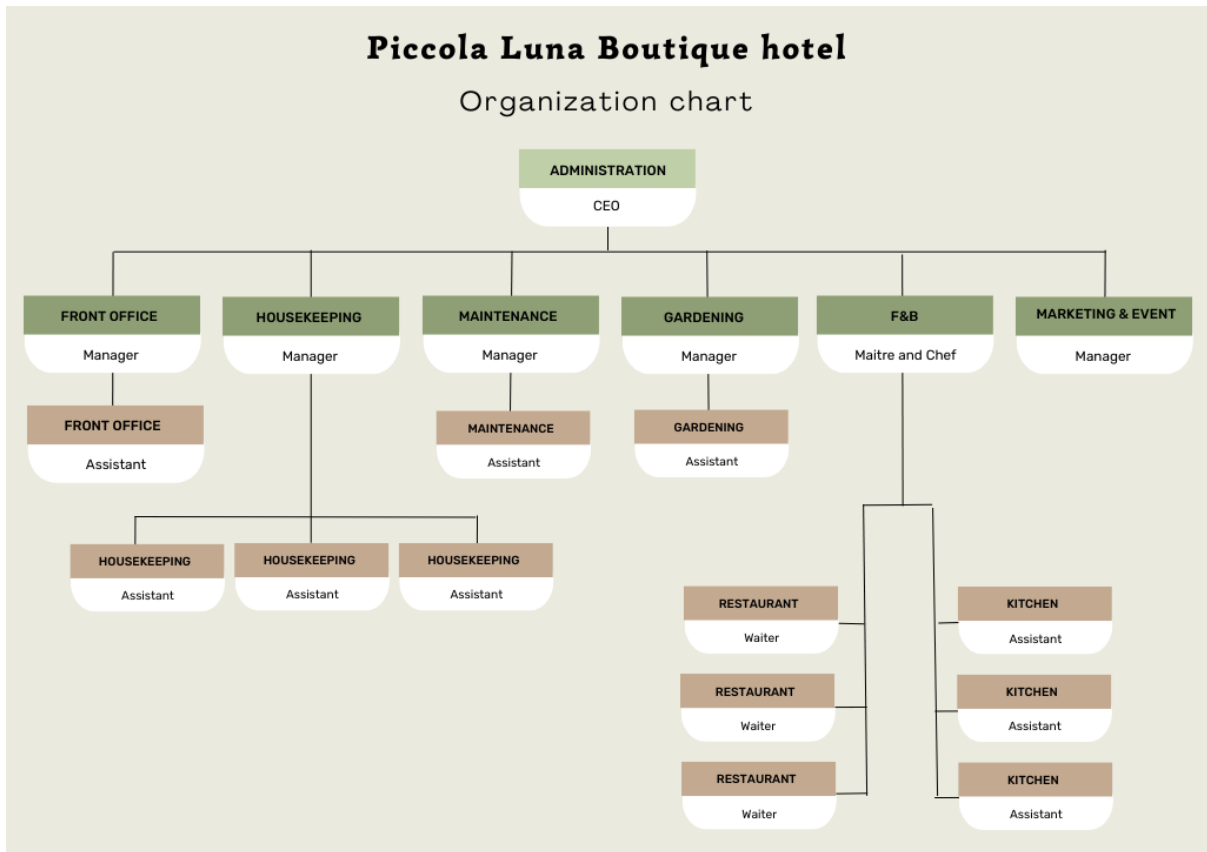 Piccola Luna Boutique hotel
Organization chart
ADMINISTRATION
CEO
FRONT OFFICE
Manager
HOUSEKEEPING
Manager
MAINTENANCE
Manager
GARDENING
Manager
F&B
Maitre and Chef
MARKETING & EVENT
Manager
FRONT OFFICE
Assistant
MAINTENANCE
Assistant
GARDENING
Assistant
HOUSEKEEPING
Assistant
HOUSEKEEPING
Assistant
HOUSEKEEPING
Assistant
RESTAURANT
Waiter
KITCHEN
Assistant
RESTAURANT
Waiter
KITCHEN
Assistant
RESTAURANT
Waiter
KITCHEN
Assistant